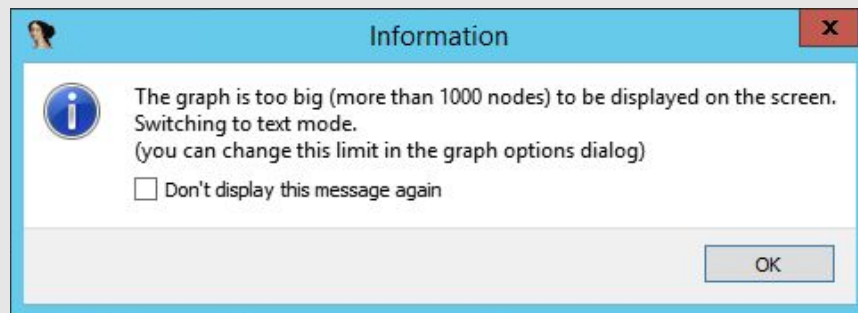 Information
x
The graph is too big (more than 1000 nodes) to be displayed on the screen.
Switching to text mode.
(you can change this limit in the graph options dialog)
Don't display this message again
OK